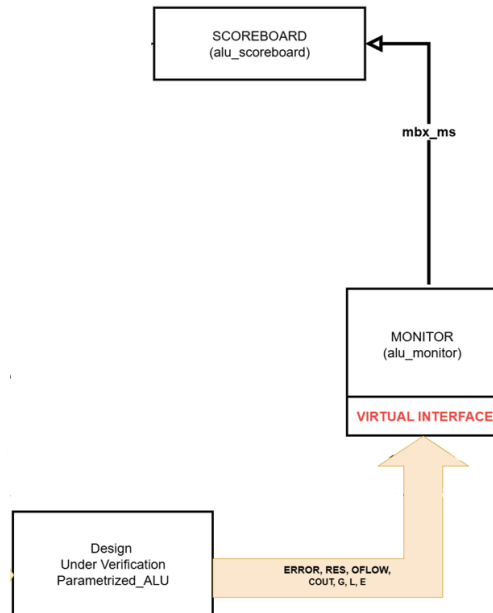 SCOREBOARD
(alu_scoreboard)
mbx_ms
MONITOR
(alu_monitor)
VIRTUAL INTERFACE
Design
Under Verification
Parametrized_ALU
ERROR, RES, OFLOW,
COUT, G, L, E